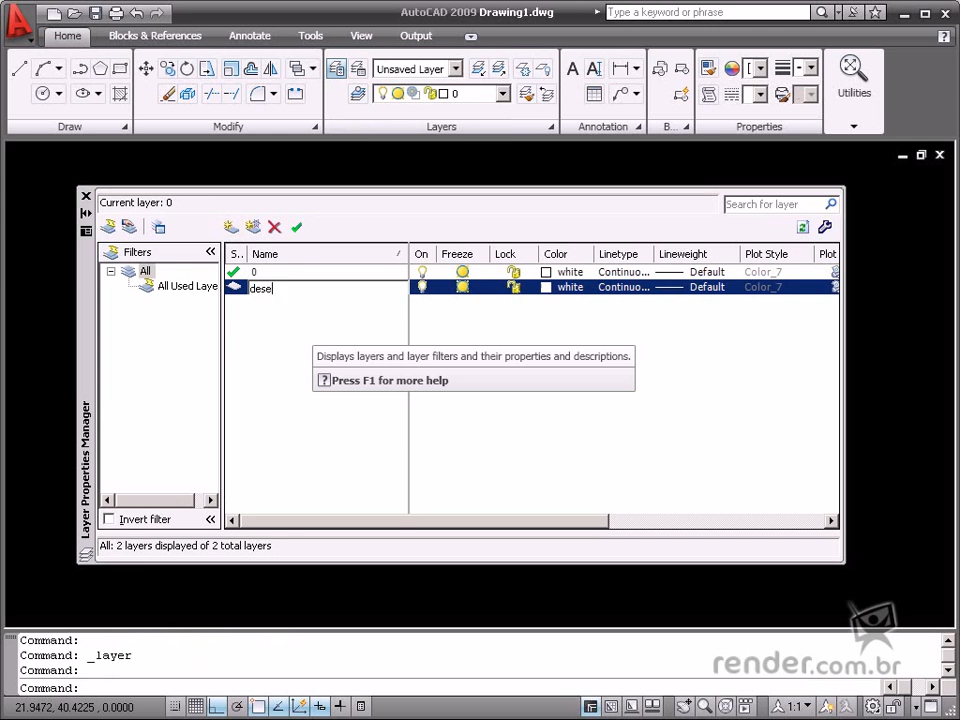 AutoCAD 2009 Drawing1.dwg
Type a keyword or phrase
Home Blocks & References Annotate Tools View Output
Unsaved Layer
0
Utilities
Draw Modify Layers Annotation B... Properties
Current layer: 0
Search for layer
Filters
S.. Name On Freeze Lock Color Linetype Lineweight Plot Style Plot
All
0 white Continuo... Default Color_7
All Used Laye
dese white Continuo... Default Color_7
Displays layers and layer filters and their properties and descriptions.
Press F1 for more help
Layer Properties Manager
Invert filter
All: 2 layers displayed of 2 total layers
Command:
Command: _layer
Command:
Command:
render.com.br
21.9472, 40.4225, 0.0000
1:1